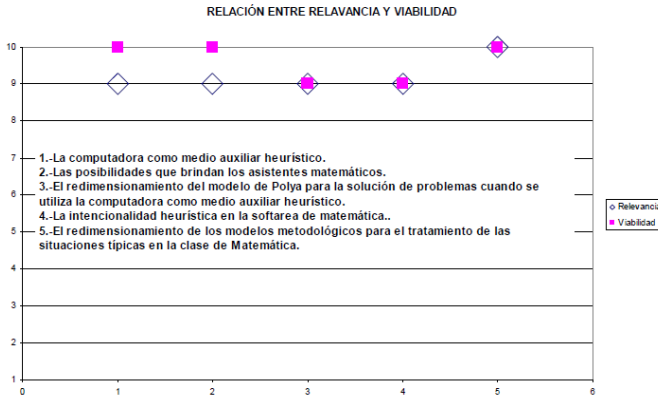 RELACIÓN ENTRE RELAVANCIA Y VIABILIDAD
10
9
8
7
6
5
4
3
2
1
1.-La computadora como medio auxiliar heurístico.
2.-Las posibilidades que brindan los asistentes matemáticos.
3.-El redimensionamiento del modelo de Polya para la solución de problemas cuando se
utiliza la computadora como medio auxiliar heurístico.
4.-La intencionalidad heurística en la softarea de matemática..
5.-El redimensionamiento de los modelos metodológicos para el tratamiento de las
situaciones típicas en la clase de Matemática.
Relevancia
Viabilidad
0 1 2 3 4 5 6